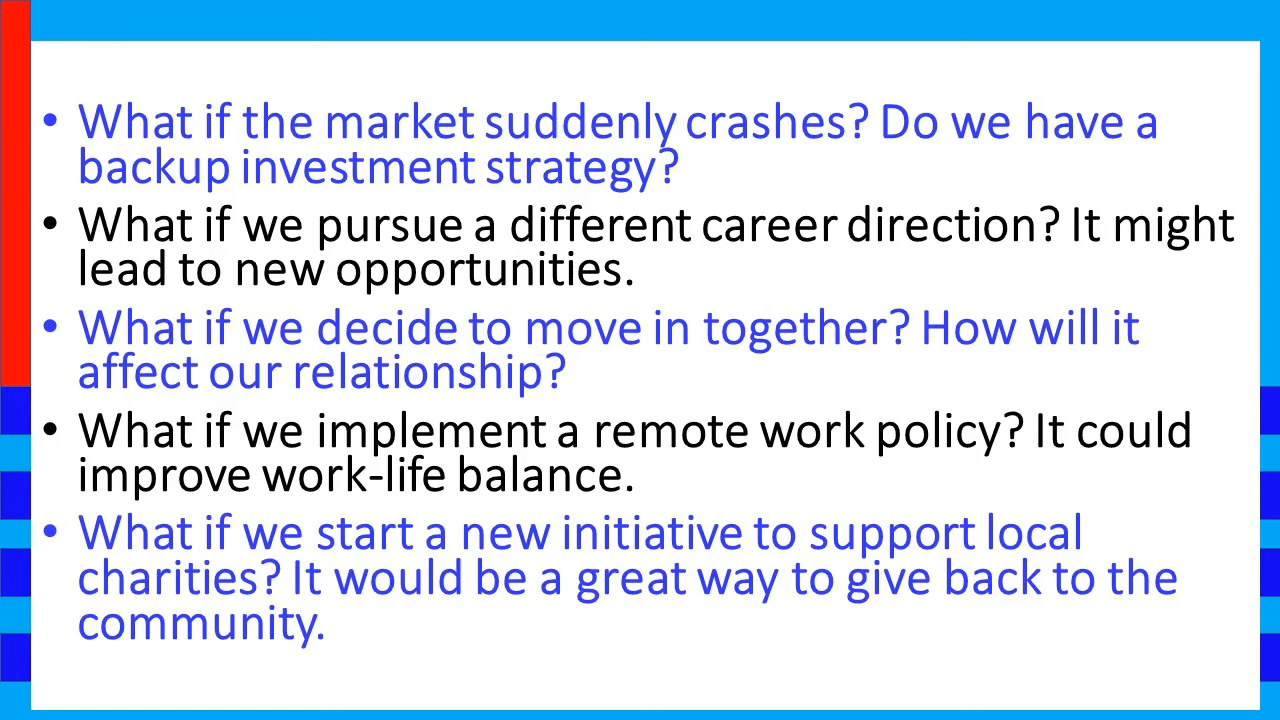 • What if the market suddenly crashes? Do we have a
backup investment strategy?
• What if we pursue a different career direction? It might
lead to new opportunities.
• What if we decide to move in together? How will it
affect our relationship?
• What if we implement a remote work policy? It could
improve work-life balance.
• What if we start a new initiative to support local
charities? It would be a great way to give back to the
community.